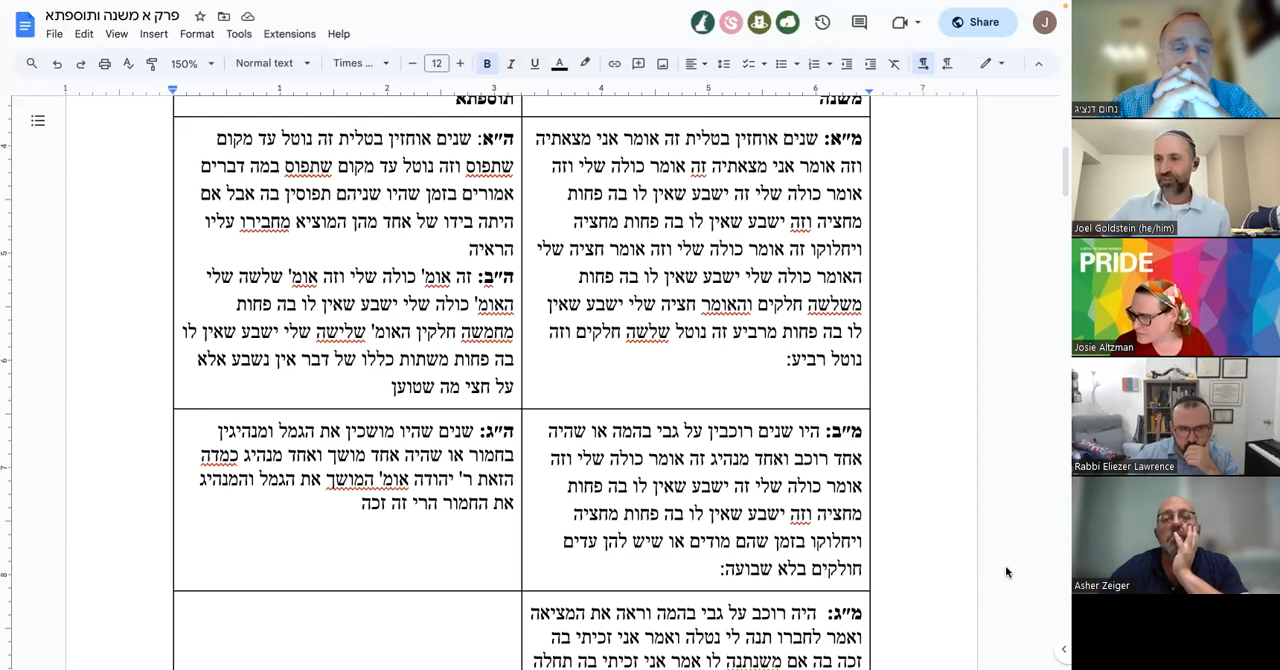 פרק א משנה ותוספתא
File Edit View Insert Format Tools Extensions Help
Share
J
150% Normal text Times ... 12 B I U A
1 1 2 3 4 5 6 7
משנה
תוספתא
מ"א: שנים אוחזין בטלית זה אומר אני מצאתיה
וזה אומר אני מצאתיה זה אומר כולה שלי וזה
אומר כולה שלי זה ישבע שאין לו בה פחות
מחציה וזה ישבע שאין לו בה פחות מחציה
ויחלוקו זה אומר כולה שלי וזה אומר חציה שלי
האומר כולה שלי ישבע שאין לו בה פחות
משלשה חלקים והאומר חציה שלי ישבע שאין
לו בה פחות מרביע זה נוטל שלשה חלקים וזה
נוטל רביע:
ה"א: שנים אוחזין בטלית זה נוטל עד מקום
שתפוס וזה נוטל עד מקום שתפוס במה דברים
אמורים בזמן שהיו שניהם תפוסין בה אבל אם
היתה בידו של אחד מהן המוציא מחבירו עליו
הראיה
ה"ב: זה אומ' כולה שלי וזה אומ' שלשה שלי
האומ' כולה שלי ישבע שאין לו בה פחות
מחמשה חלקין האומ' שלישה שלי ישבע שאין לו
בה פחות משתות כללו של דבר אין נשבע אלא
על חצי מה שטוען
מ"ב: היו שנים רוכבין על גבי בהמה או שהיה
אחד רוכב ואחד מנהיג זה אומר כולה שלי וזה
אומר כולה שלי זה ישבע שאין לו בה פחות
מחציה וזה ישבע שאין לו בה פחות מחציה
ויחלוקו בזמן שהם מודים או שיש להן עדים
חולקים בלא שבועה:
ה"ג: שנים שהיו מושכין את הגמל ומנהיגין
בחמור או שהיה אחד מושך ואחד מנהיג כמדה
הזאת ר' יהודה אומ' המושך את הגמל והמנהיג
את החמור הרי זה זכה
מ"ג: היה רוכב על גבי בהמה וראה את המציאה
ואמר לחברו תנה לי נטלה ואמר אני זכיתי בה
זכה בה אם משנתנה לו אמר אני זכיתי בה תחלה
4
5
6
7
8
נחום דנציג
Joel Goldstein (he/him)
PRIDE
Josie Altzman
Rabbi Eliezer Lawrence
Asher Zeiger